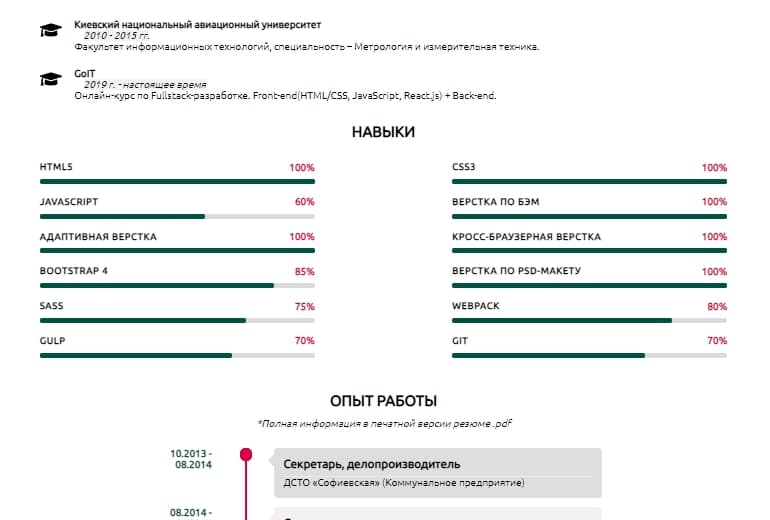 Киевский национальный авиационный университет
2010 - 2015 гг.
Факультет информационных технологий, специальность – Метрология и измерительная техника.
GoIT
2019 г. - настоящее время
Онлайн-курс по Fullstack-разработке. Front-end(HTML/CSS, JavaScript, React.js) + Back-end.
НАВЫКИ
HTML5 100%
CSS3 100%
JAVASCRIPT 60%
ВЕРСТКА ПО БЭМ 100%
АДАПТИВНАЯ ВЕРСТКА 100%
КРОСС-БРАУЗЕРНАЯ ВЕРСТКА 100%
BOOTSTRAP 4 85%
ВЕРСТКА ПО PSD-МАКЕТУ 100%
SASS 75%
WEBPACK 80%
GULP 70%
GIT 70%
ОПЫТ РАБОТЫ
*Полная информация в печатной версии резюме .pdf
10.2013 -
08.2014
Секретарь, делопроизводитель
ДСТО «Софиевская» (Коммунальное предприятие)
08.2014 -